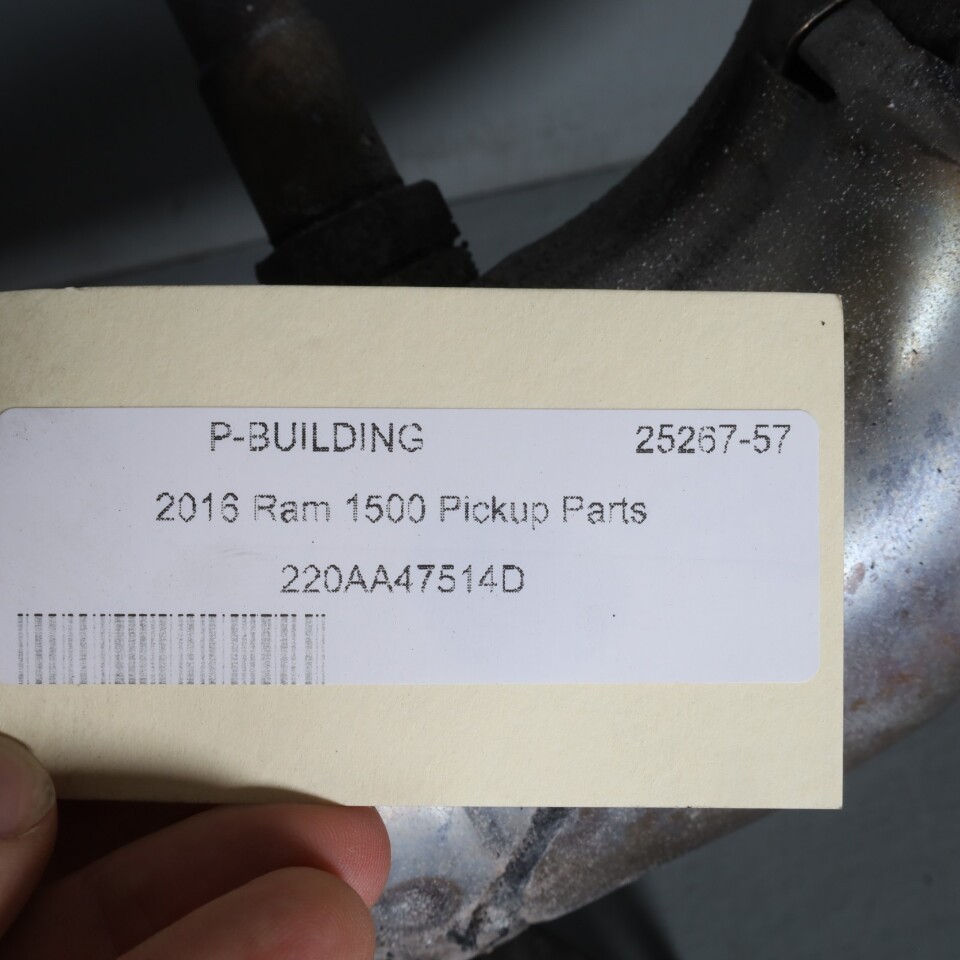 P-BUILDING 25267-57
2016 Ram 1500 Pickup Parts
220AA47514D